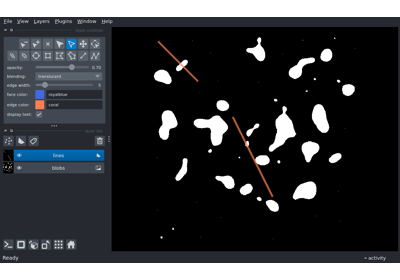 File View Layers Plugins Window Help
opacity: 0.70
blending: translucent
edge width: 5
face color: royalblue
edge color: coral
display text: ✓
lines
blobs
Ready activity